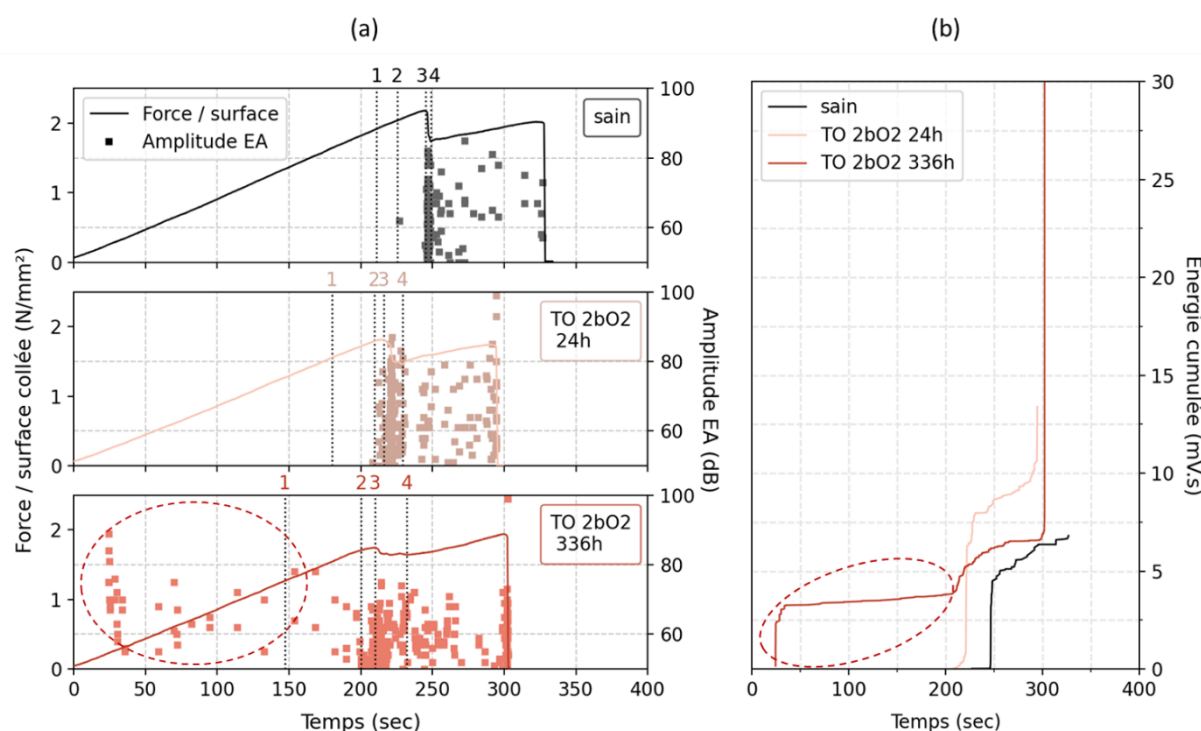 (a)
(b)
1 2 34
Force / surface
Amplitude EA
sain
100
80
60
2
1
0
1 23 4
TO 2bO2
24h
100
80
60
2
1
0
1 2 3 4
TO 2bO2
336h
100
80
60
2
1
0
0 50 100 150 200 250 300 350 400
Temps (sec)
Force / surface collée (N/mm²)
Amplitude EA (dB)
sain
TO 2bO2 24h
TO 2bO2 336h
30
25
20
15
10
5
0
0 100 200 300 400
Temps (sec)
Energie cumulée (mV.s)